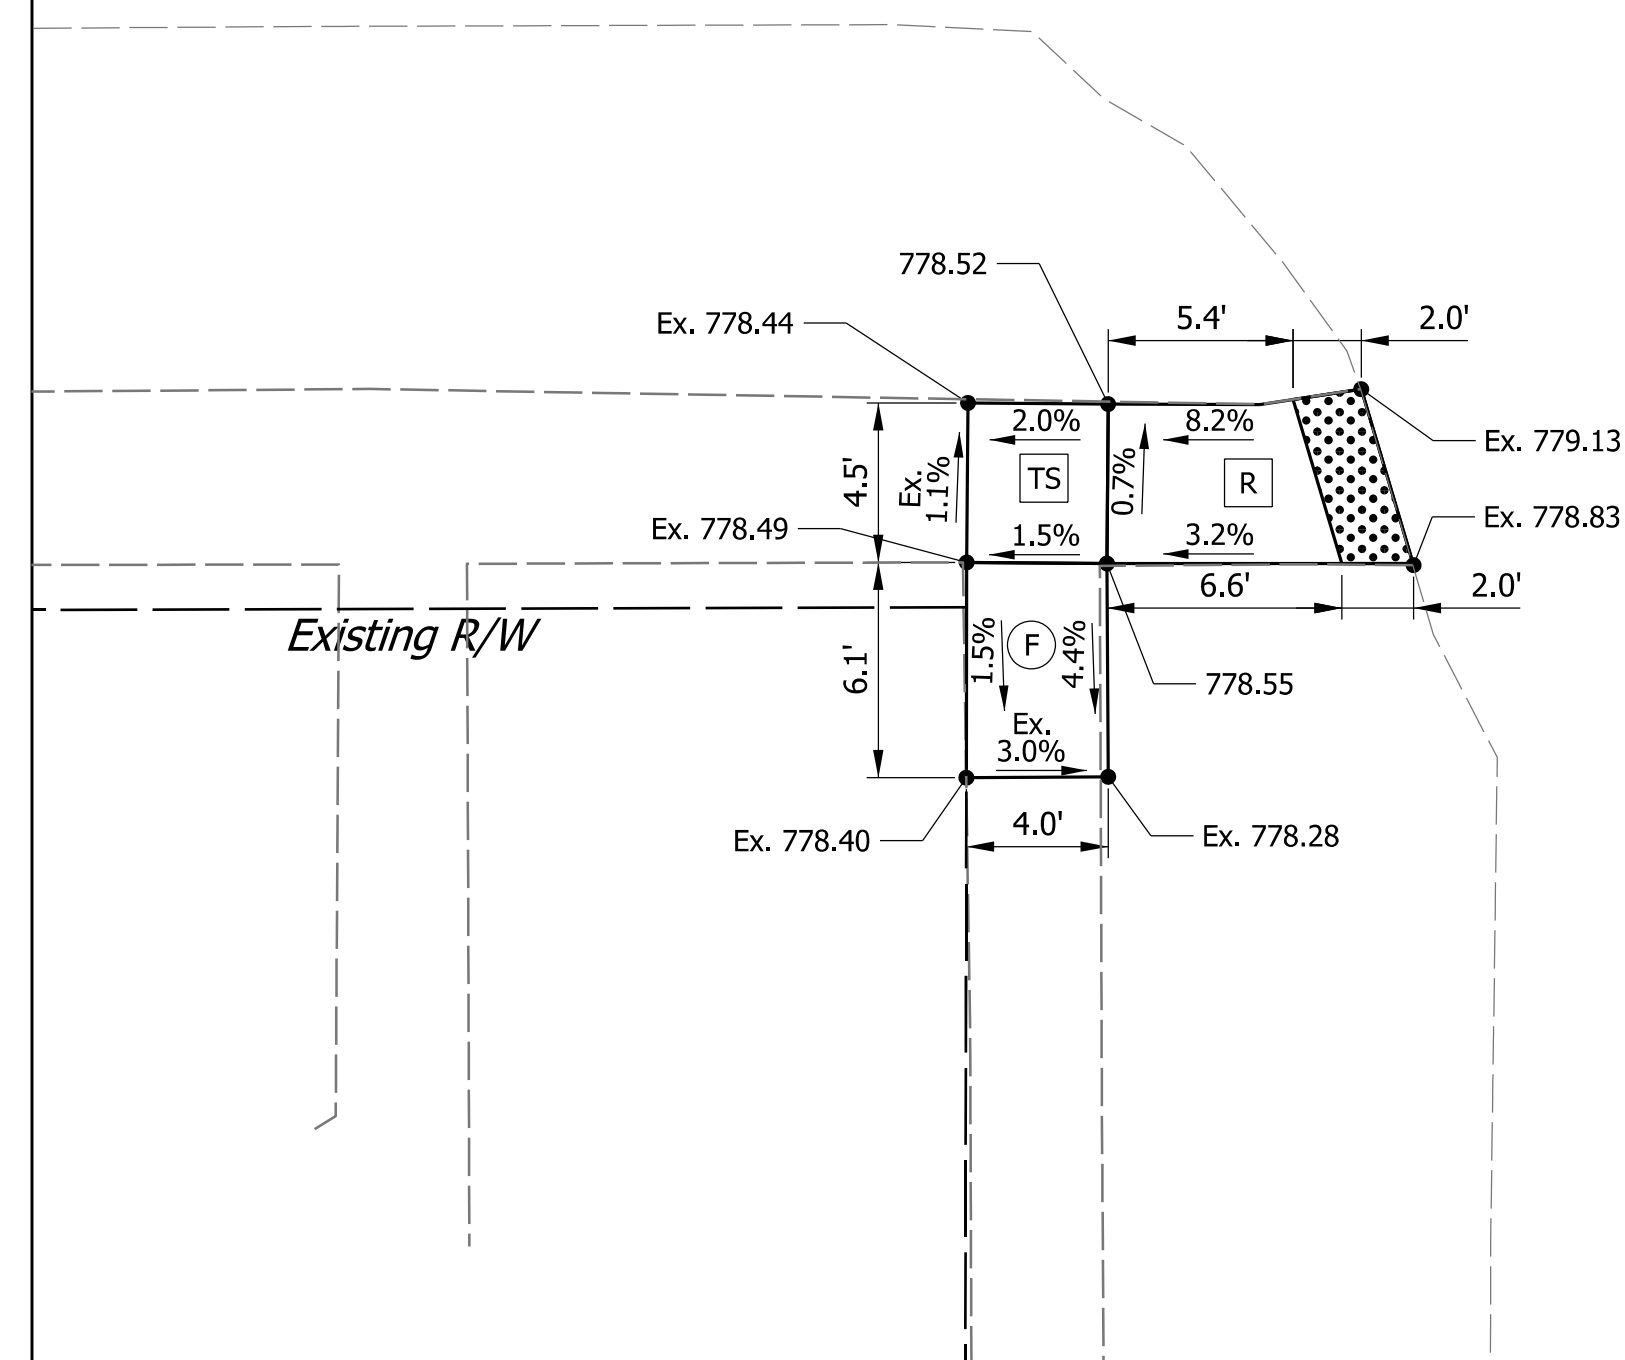 778.52
5.4'
2.0'
Ex. 778.44
2.0%
8.2%
Ex. 779.13
4.5'
Ex.
1.1%
TS
0.7%
R
Ex. 778.83
Ex. 778.49
1.5%
3.2%
6.6'
2.0'
Existing R/W
6.1'
1.5%
F
4.4%
778.55
Ex.
3.0%
4.0'
Ex. 778.40
Ex. 778.28